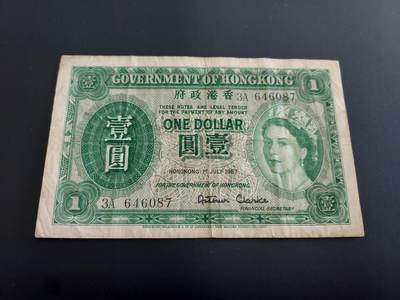 壹 GOVERNMENT OF HONGKONG 1
府政港香 3A 646087
THESE NOTES ARE LEGAL TENDER
FOR THE PAYMENT OF ANY AMOUNT
ONE DOLLAR
壹
圓
圓壹
HONGKONG 1ST JULY 1957
FOR THE GOVERNMENT OF HONGKONG
1 3A 646087 Arthur Clarke 壹
FINANCIAL SECRETARY